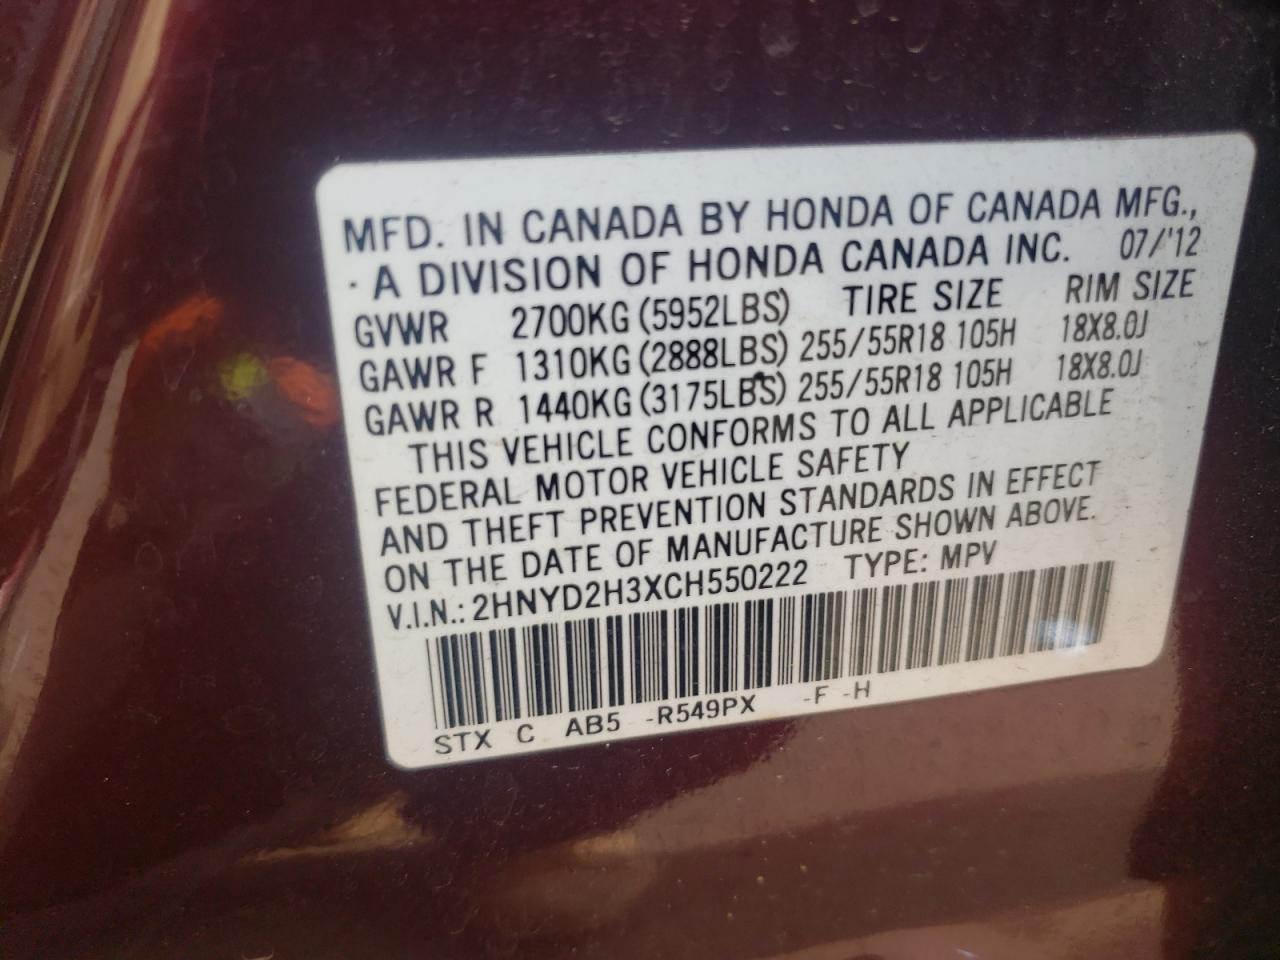 MFD. IN CANADA BY HONDA OF CANADA MFG.,
· A DIVISION OF HONDA CANADA INC. 07/'12
GVWR 2700KG (5952LBS) TIRE SIZE RIM SIZE
GAWR F 1310KG (2888LBS) 255/55R18 105H 18X8.0J
GAWR R 1440KG (3175LBS) 255/55R18 105H 18X8.0J
THIS VEHICLE CONFORMS TO ALL APPLICABLE
FEDERAL MOTOR VEHICLE SAFETY
AND THEFT PREVENTION STANDARDS IN EFFECT
ON THE DATE OF MANUFACTURE SHOWN ABOVE.
V.I.N.: 2HNYD2H3XCH550222 TYPE: MPV
STX C AB5 -R549PX -F -H